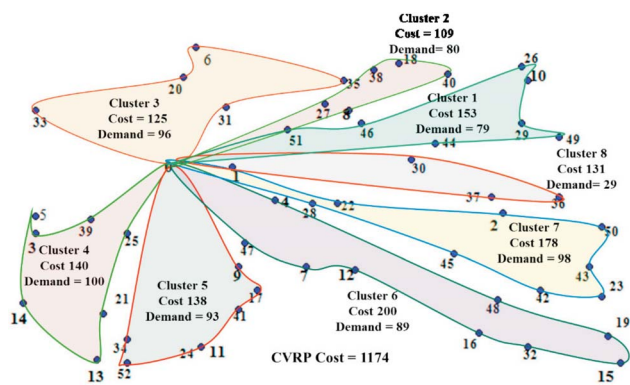 Cluster 2
Cost = 109
Demand= 80
6
18
38
26
20
40
10
35
Cluster 3
Cost = 125
Demand = 96
27
8
Cluster 1
Cost = 153
Demand = 79
33
31
46
29
51
44
49
Cluster 8
Cost 131
Demand= 29
0
1
30
37
36
5
4
28
22
2
Cluster 7
Cost 178
Demand = 98
50
39
3
25
Cluster 4
Cost 140
Demand = 100
47
45
9
7
12
43
Cluster 5
Cost 138
Demand = 93
17
42
23
Cluster 6
Cost 200
Demand = 89
14
21
41
48
19
34
24
11
16
32
13
52
CVRP Cost = 1174
15